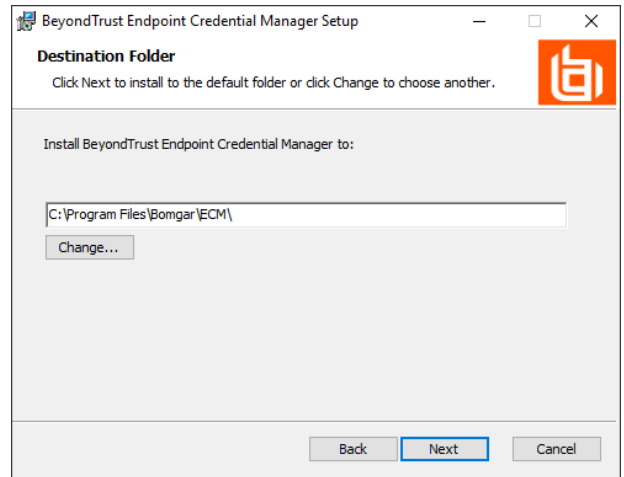 BeyondTrust Endpoint Credential Manager Setup
Destination Folder
Click Next to install to the default folder or click Change to choose another.
Install BeyondTrust Endpoint Credential Manager to:
C:\Program Files\Bomgar\ECM\
Change...
Back Next Cancel